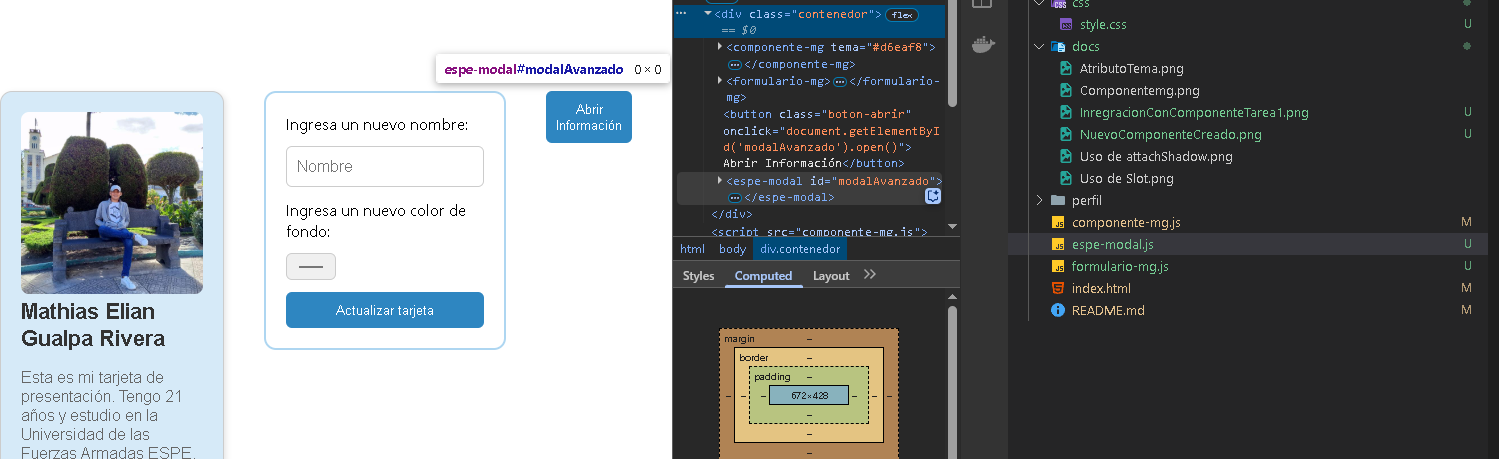 espe-modal#modalAvanzado 0 × 0
Ingresa un nuevo nombre:
Nombre
Ingresa un nuevo color de
fondo:
Actualizar tarjeta
Abrir
Información
Mathias Elian
Gualpa Rivera
Esta es mi tarjeta de
presentación. Tengo 21
años y estudio en la
Universidad de las
Fuerzas Armadas ESPE.
<div class="contenedor"> flex
== $0
<componente-mg tema="#d6eaf8">
</componente-mg>
<formulario-mg></formulario-
mg>
<button class="boton-abrir"
onclick="document.getElementByI
d('modalAvanzado').open()">
Abrir Información</button>
<espe-modal id="modalAvanzado">
</espe-modal>
</div>
<script src="componente-mg.js">
html body div.contenedor
Styles Computed Layout
margin
border
padding
672×428
css
style.css U
docs
AtributoTema.png
Componentemg.png
InregracionConComponenteTarea1.png U
NuevoComponenteCreado.png U
Uso de attachShadow.png
Uso de Slot.png
perfil
componente-mg.js M
espe-modal.js U
formulario-mg.js U
index.html M
README.md M